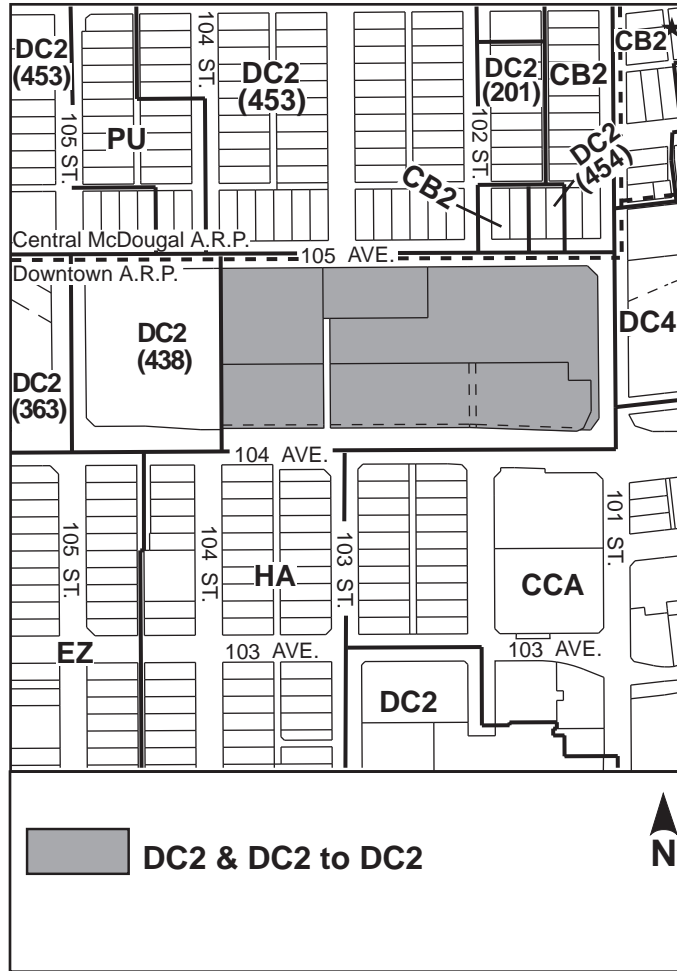 DC2
(453)
104 ST.
DC2
(453)
DC2
(201)
CB2
CB2
105 ST.
PU
102 ST.
DC2
(454)
CB2
Central McDougal A.R.P.
105 AVE.
Downtown A.R.P.
DC2
(438)
DC4
DC2
(363)
104 AVE.
105 ST.
104 ST.
HA
103 ST.
CCA
101 ST.
EZ
103 AVE.
103 AVE.
DC2
DC2 & DC2 to DC2
N